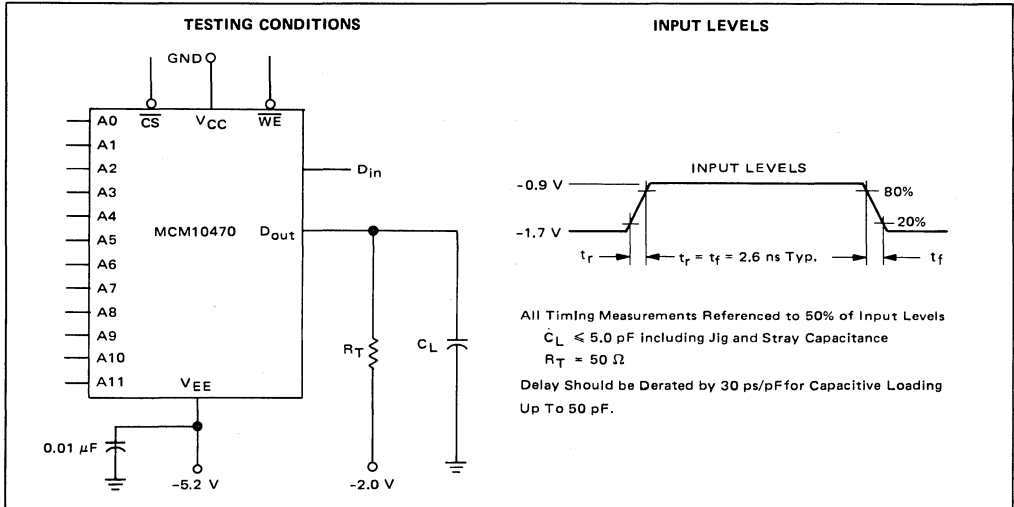 TESTING CONDITIONS
GND
CS
VCC
WE
A0
A1
A2
A3
A4
A5
A6
A7
A8
A9
A10
A11
Din
MCM10470
Dout
RT
CL
VEE
0.01 μF
-5.2 V
-2.0 V
INPUT LEVELS
INPUT LEVELS
-0.9 V
80%
20%
-1.7 V
tr
tr = tf = 2.6 ns Typ.
tf
All Timing Measurements Referenced to 50% of Input Levels
CL ≤ 5.0 pF including Jig and Stray Capacitance
RT = 50 Ω
Delay Should be Derated by 30 ps/pF for Capacitive Loading
Up To 50 pF.